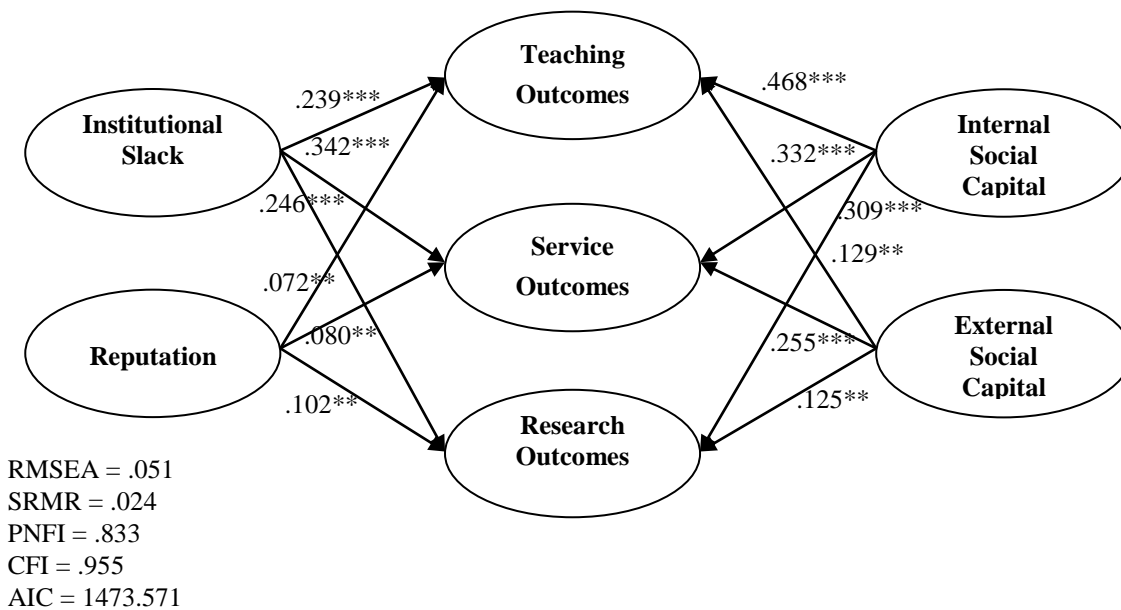 Teaching
Outcomes
.239***
.468***
Institutional
Slack
Internal
Social
Capital
.342***
.332***
.246***
.309***
Service
Outcomes
.129**
.072**
.080**
.255***
Reputation
External
Social
Capital
.102**
.125**
Research
Outcomes
RMSEA = .051
SRMR = .024
PNFI = .833
CFI = .955
AIC = 1473.571